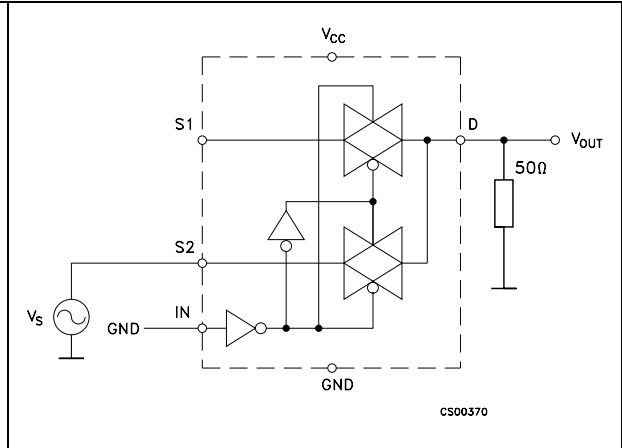 VCC
S1
D
VOUT
50Ω
S2
VS
IN
GND
GND
CS00370